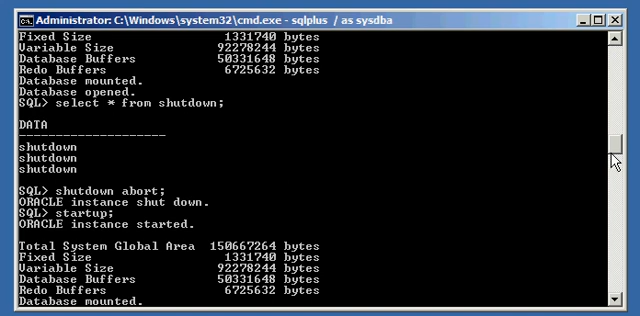 Administrator: C:\Windows\system32\cmd.exe - sqlplus / as sysdba
Fixed Size 1331740 bytes
Variable Size 92278244 bytes
Database Buffers 50331648 bytes
Redo Buffers 6725632 bytes
Database mounted.
Database opened.
SQL> select * from shutdown;
DATA
--------------------
shutdown
shutdown
shutdown
SQL> shutdown abort;
ORACLE instance shut down.
SQL> startup;
ORACLE instance started.
Total System Global Area 150667264 bytes
Fixed Size 1331740 bytes
Variable Size 92278244 bytes
Database Buffers 50331648 bytes
Redo Buffers 6725632 bytes
Database mounted.